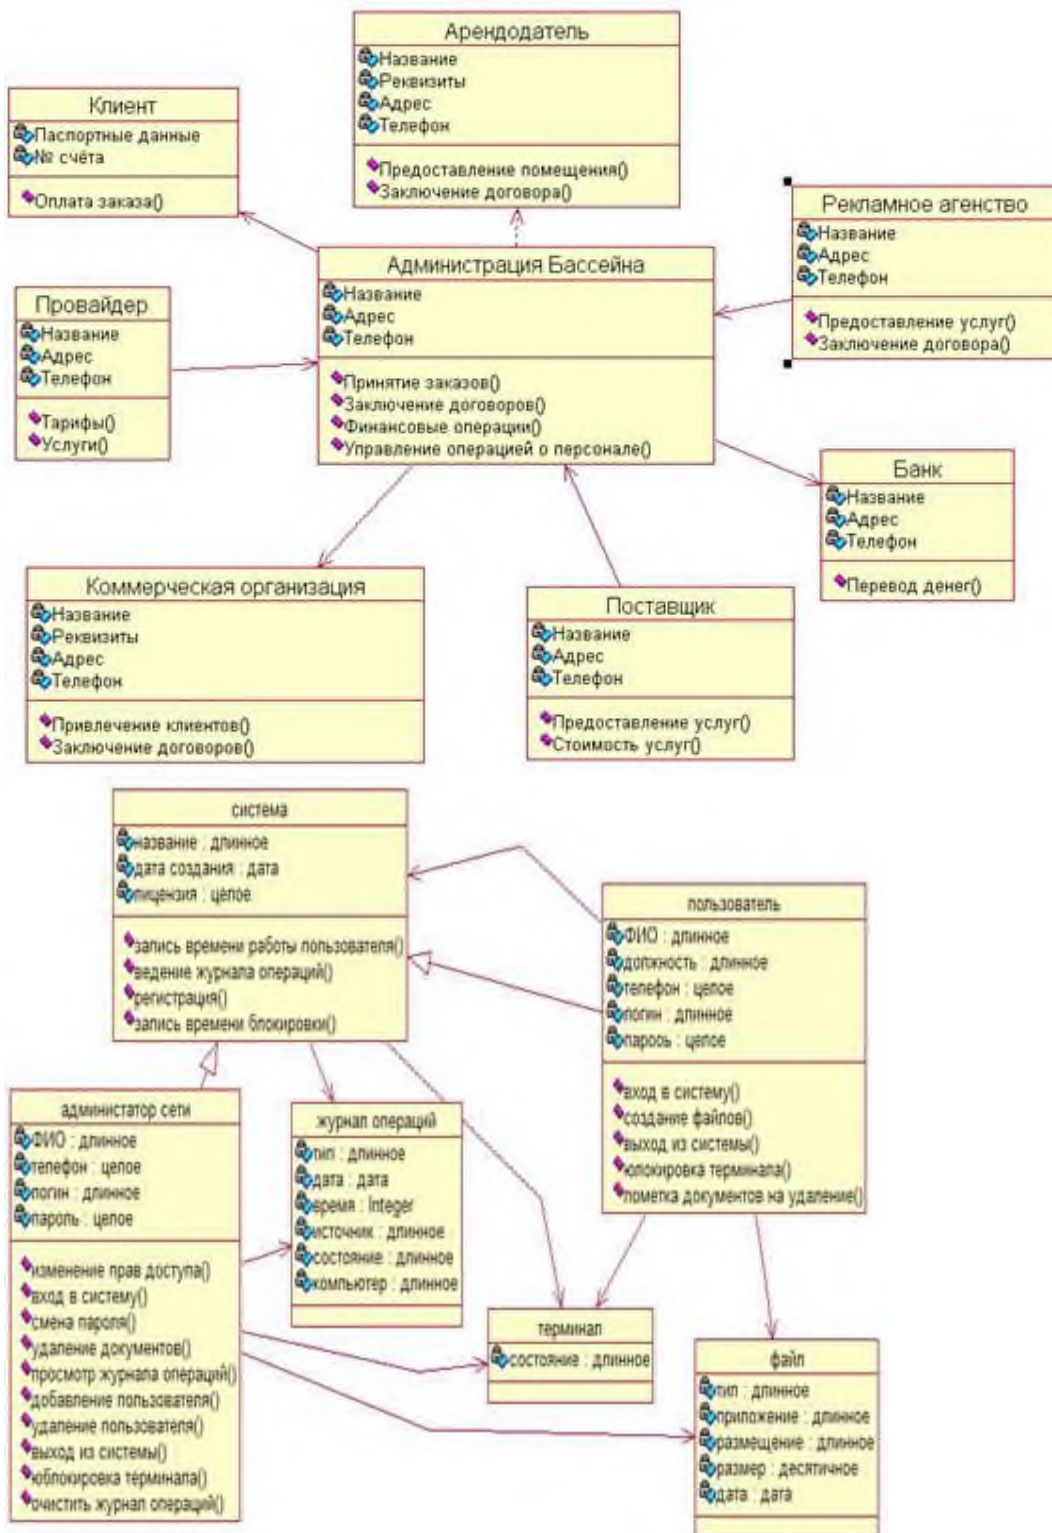 Арендодатель
Название
Реквизиты
Адрес
Телефон
Предоставление помещения()
Заключение договора()
Клиент
Паспортные данные
№ счёта
Оплата заказа()
Рекламное агенство
Название
Адрес
Телефон
Предоставление услуг()
Заключение договора()
Администрация Бассейна
Название
Адрес
Телефон
Принятие заказов()
Заключение договоров()
Финансовые операции()
Управление операцией о персонале()
Провайдер
Название
Адрес
Телефон
Тарифы()
Услуги()
Банк
Название
Адрес
Телефон
Перевод денег()
Коммерческая организация
Название
Реквизиты
Адрес
Телефон
Привлечение клиентов()
Заключение договоров()
Поставщик
Название
Адрес
Телефон
Предоставление услуг()
Стоимость услуг()
система
название : длинное
дата создания : дата
лицензия : целое
запись времени работы пользователя()
ведение журнала операций()
регистрация()
запись времени блокировки()
пользователь
ФИО : длинное
должность : длинное
телефон : целое
логин : длинное
парооь : целое
вход в систему()
создание файлов()
выход из системы()
юлокировка терминала()
пометка документов на удаление()
администатор сети
ФИО : длинное
телефон : целое
логин : длинное
пароль : целое
изменение прав доступа()
вход в систему()
смена пароля()
удаление документов()
просмотр журнала операций()
добавление пользователя()
удаление пользователя()
выход из системы()
юблокировка терминала()
очистить журнал операций()
журнал операций
тип : длинное
дата : дата
время : Integer
источник : длинное
состояние : длинное
компьютер : длинное
терминал
состояние : длинное
файл
тип : длинное
приложение : длинное
размещение : длинное
размер : десятичное
дата : дата